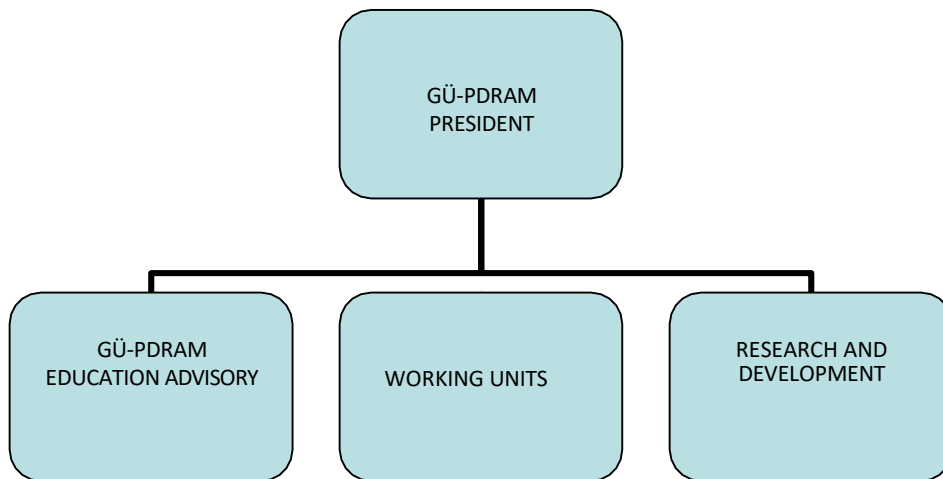 GÜ-PDRAM
PRESIDENT
GÜ-PDRAM
EDUCATION ADVISORY
WORKING UNITS
RESEARCH AND
DEVELOPMENT